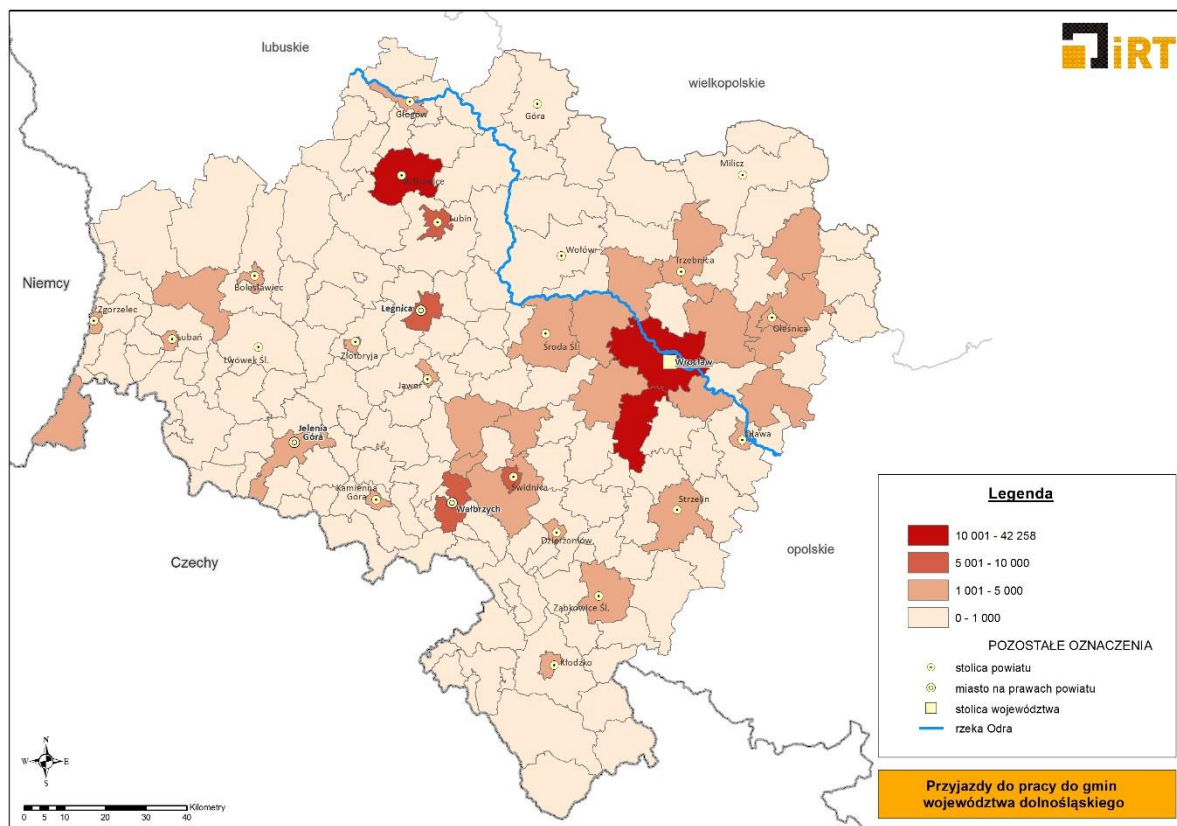 lubuskie
iRT
wielkopolskie
Głogów
Góra
Milicz
Polkowice
Lubin
Wołów
Trzebnica
Niemcy
Bolesławiec
Zgorzelec
Legnica
Oleśnica
Lubań
Lwówek Śl.
Złotoryja
Środa Śl.
Wrocław
Jawor
Jelenia
Góra
Oława
Kamienna
Góra
Świdnica
Wałbrzych
Strzelin
Dzierżoniów
Czechy
opolskie
Ząbkowice Śl.
Kłodzko
Legenda
10 001 - 42 258
5 001 - 10 000
1 001 - 5 000
0 - 1 000
POZOSTAŁE OZNACZENIA
stolica powiatu
miasto na prawach powiatu
stolica województwa
rzeka Odra
N
W
E
S
Kilometry
0 5 10 20 30 40
Przyjazdy do pracy do gmin
województwa dolnośląskiego